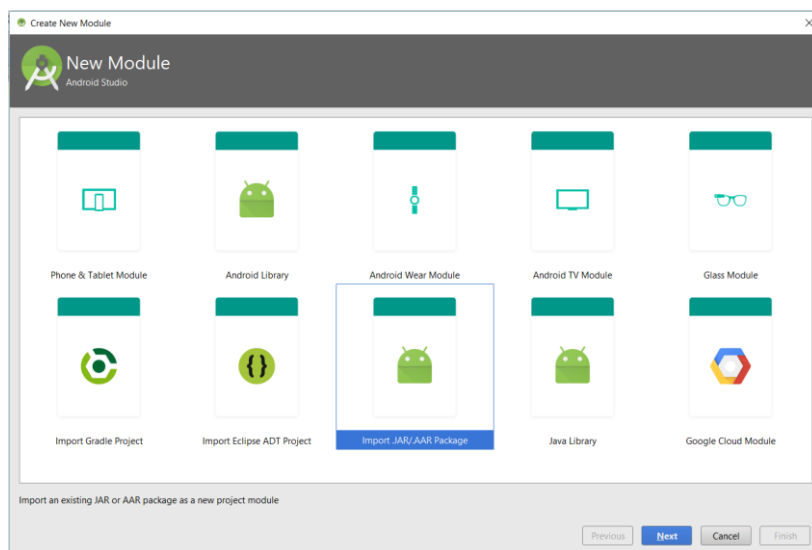 Create New Module
New Module
Android Studio
Phone & Tablet Module
Android Library
Android Wear Module
Android TV Module
Glass Module
Import Gradle Project
Import Eclipse ADT Project
Import .JAR/.AAR Package
Java Library
Google Cloud Module
Import an existing JAR or AAR package as a new project module
Previous
Next
Cancel
Finish